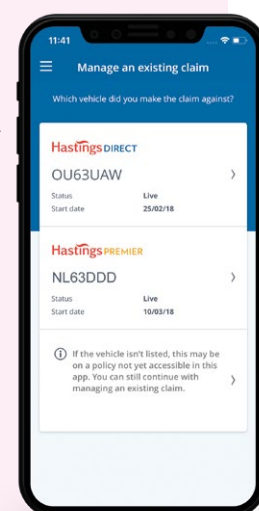 11:41
Manage an existing claim
Which vehicle did you make the claim against?
Hastings DIRECT
OU63UAW
Status Live
Start date 25/02/18
Hastings PREMIER
NL63DDD
Status Live
Start date 10/03/18
If the vehicle isn't listed, this may be
on a policy not yet accessible in this
app. You can still continue with
managing an existing claim.